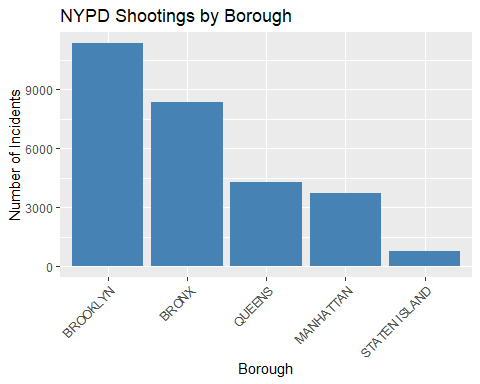 NYPD Shootings by Borough
Number of Incidents
9000
6000
3000
0
BROOKLYN
BRONX
QUEENS
MANHATTAN
STATEN ISLAND
Borough